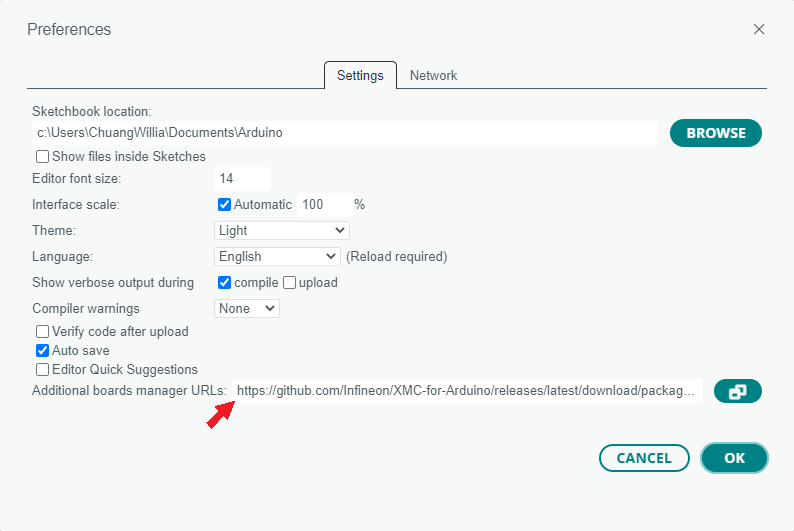 Preferences
Settings Network
Sketchbook location:
c:\Users\ChuangWillia\Documents\Arduino
BROWSE
Show files inside Sketches
Editor font size: 14
Interface scale: Automatic 100 %
Theme: Light
Language: English (Reload required)
Show verbose output during compile upload
Compiler warnings None
Verify code after upload
Auto save
Editor Quick Suggestions
Additional boards manager URLs: https://github.com/Infineon/XMC-for-Arduino/releases/latest/download/packag...
CANCEL OK